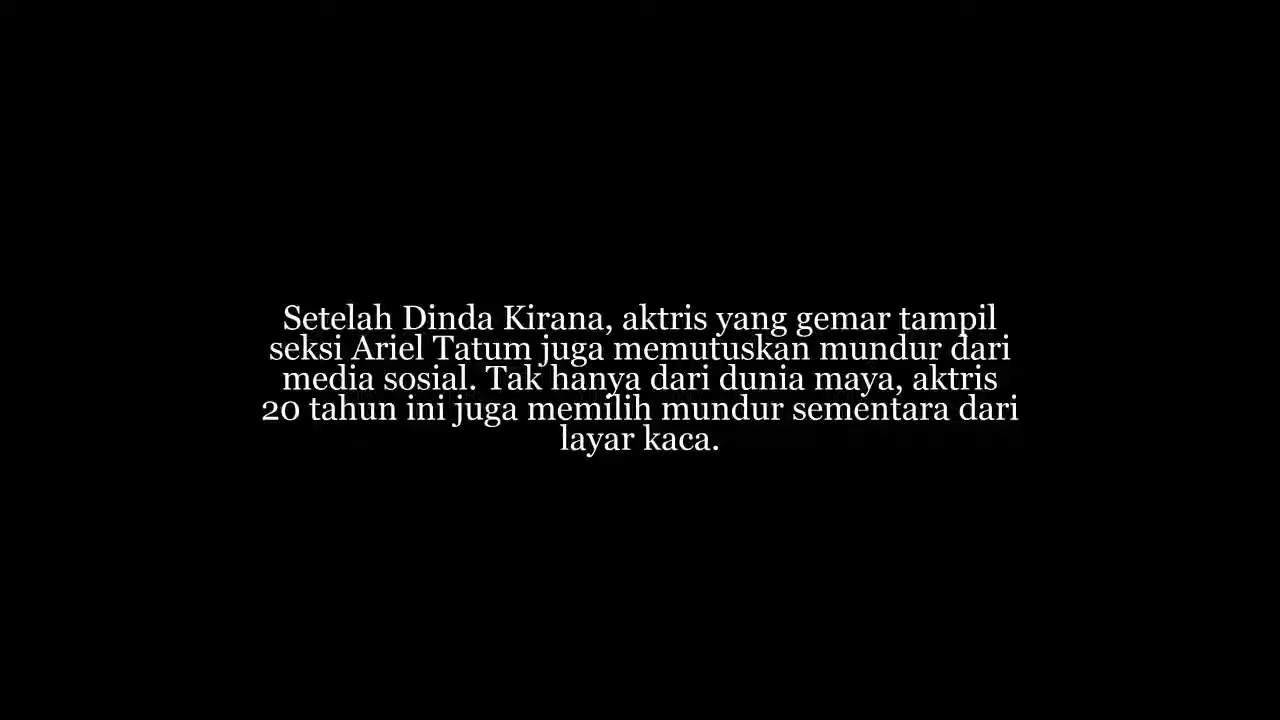 Setelah Dinda Kirana, aktris yang gemar tampil
seksi Ariel Tatum juga memutuskan mundur dari
media sosial. Tak hanya dari dunia maya, aktris
20 tahun ini juga memilih mundur sementara dari
layar kaca.